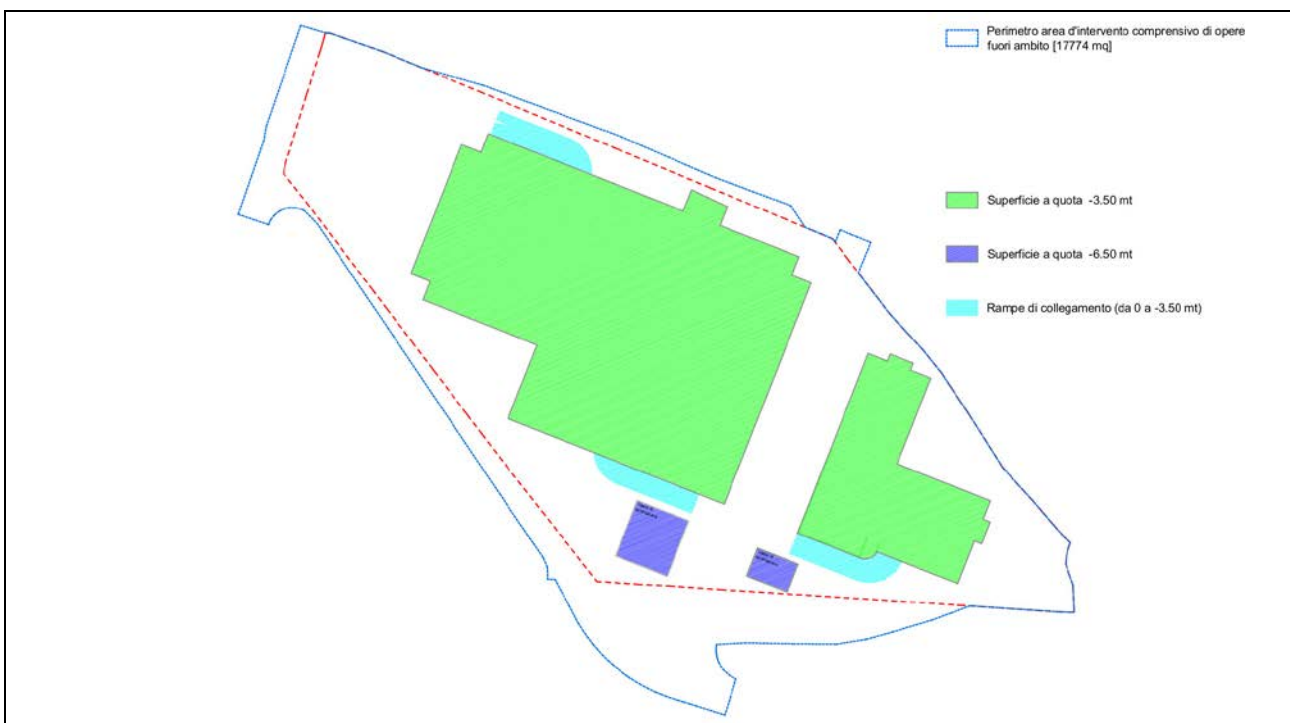 Perimetro area d'intervento comprensivo di opere
fuori ambito [17774 mq]
Superficie a quota -3.50 mt
Superficie a quota -6.50 mt
Rampe di collegamento (da 0 a -3.50 mt)